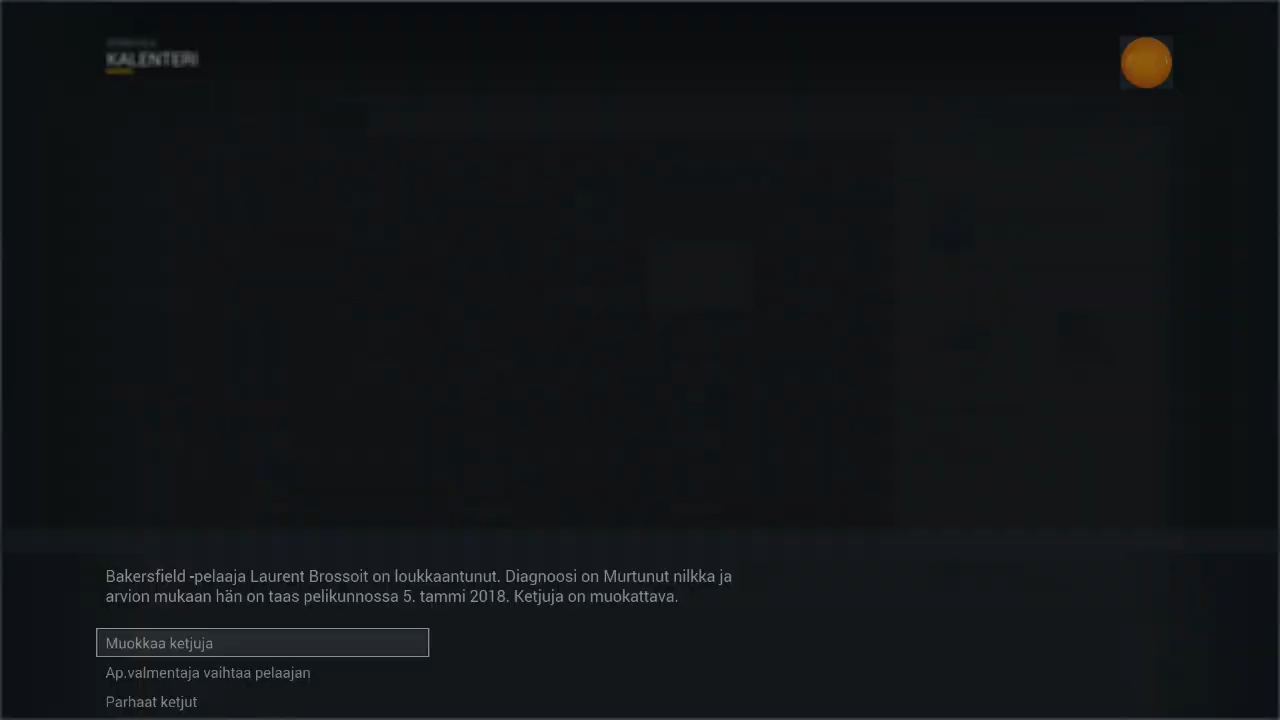 KALENTERI
Bakersfield -pelaaja Laurent Brossoit on loukkaantunut. Diagnoosi on Murtunut nilkka ja
arvion mukaan hän on taas pelikunnossa 5. tammi 2018. Ketjuja on muokattava.
Muokkaa ketjuja
Ap.valmentaja vaihtaa pelaajan
Parhaat ketjut